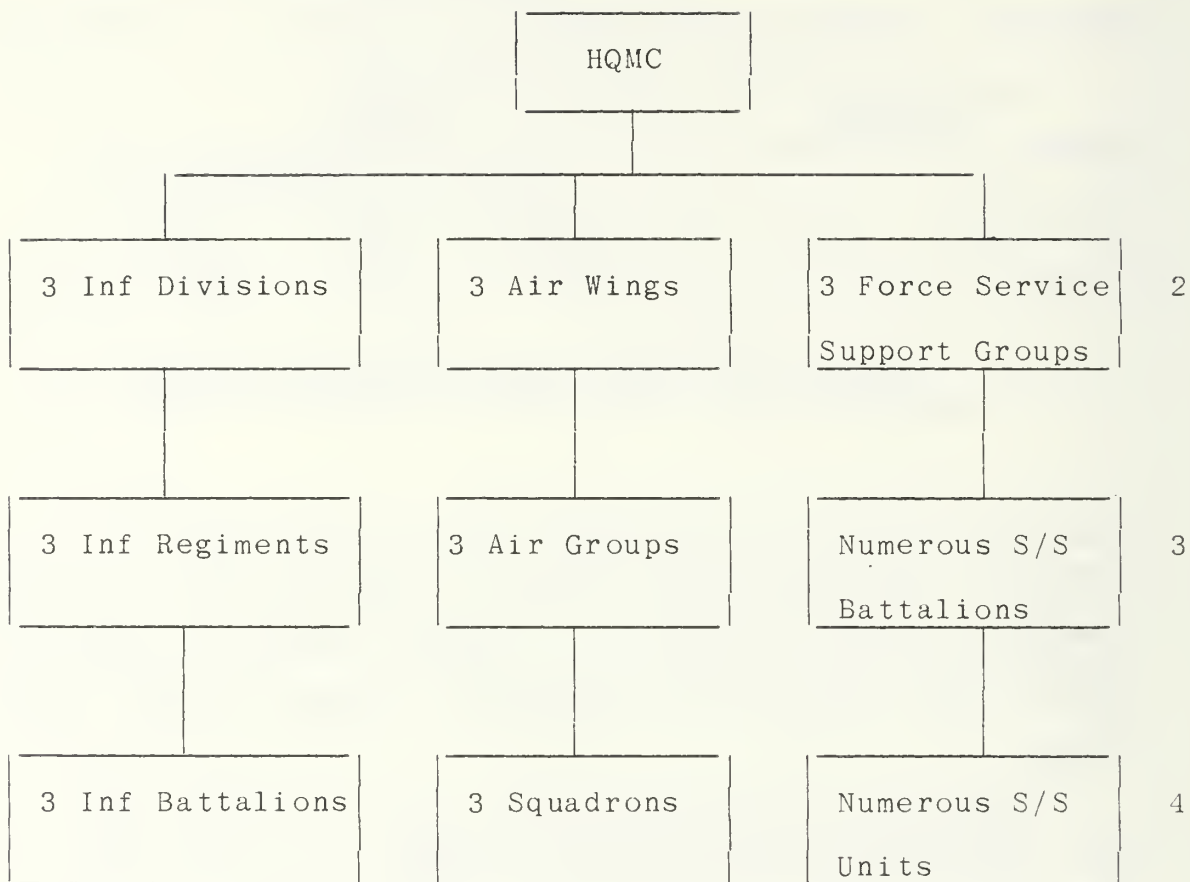 HQMC
3 Inf Divisions
3 Air Wings
3 Force Service
Support Groups
2
3 Inf Regiments
3 Air Groups
Numerous S/S
Battalions
3
3 Inf Battalions
3 Squadrons
Numerous S/S
Units
4